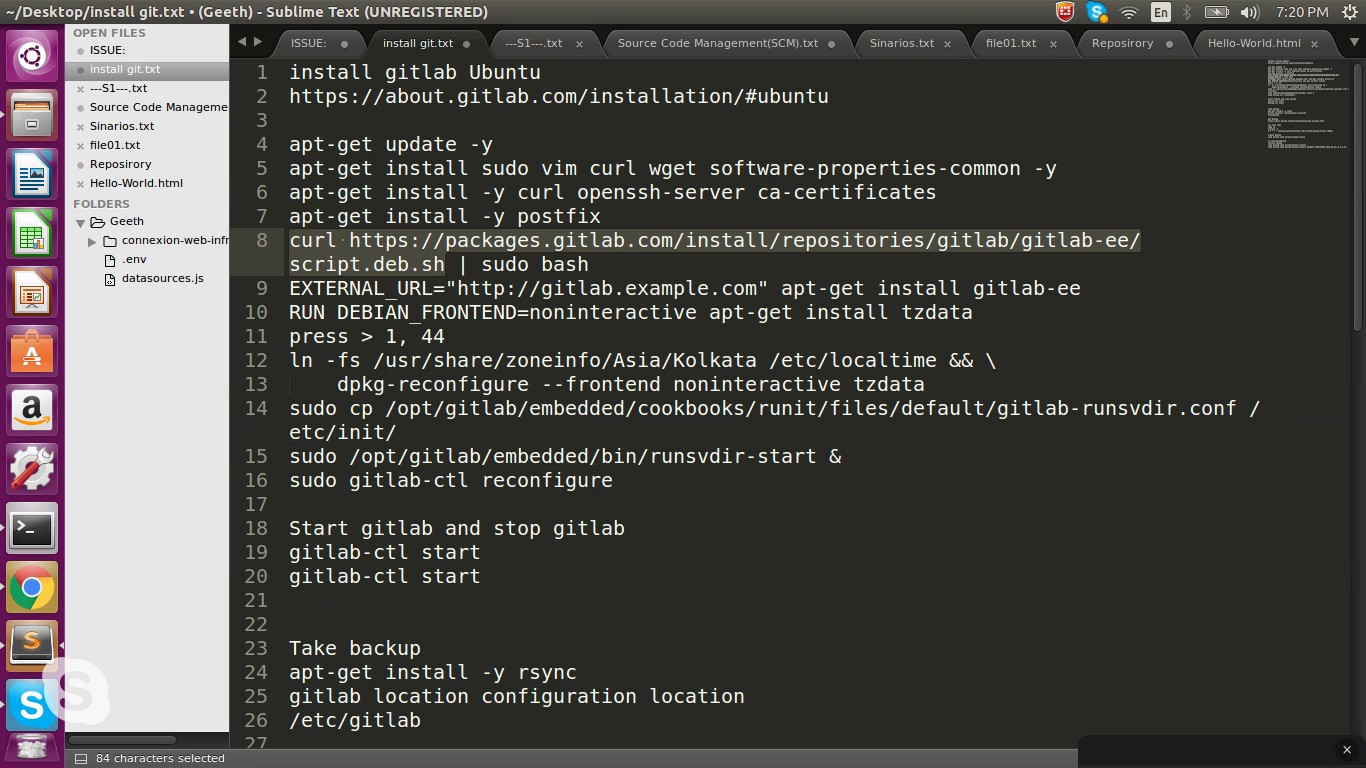 ~/Desktop/install git.txt • (Geeth) - Sublime Text (UNREGISTERED)
En
7:20 PM
OPEN FILES
ISSUE:
install git.txt
---S1---.txt
Source Code Manageme
Sinarios.txt
file01.txt
Reposirory
Hello-World.html
FOLDERS
Geeth
connexion-web-infr
.env
datasources.js
ISSUE:
install git.txt
---S1---.txt
Source Code Management(SCM).txt
Sinarios.txt
file01.txt
Reposirory
Hello-World.html
1 install gitlab Ubuntu
2 https://about.gitlab.com/installation/#ubuntu
3
4 apt-get update -y
5 apt-get install sudo vim curl wget software-properties-common -y
6 apt-get install -y curl openssh-server ca-certificates
7 apt-get install -y postfix
8 curl https://packages.gitlab.com/install/repositories/gitlab/gitlab-ee/
script.deb.sh | sudo bash
9 EXTERNAL_URL="http://gitlab.example.com" apt-get install gitlab-ee
10 RUN DEBIAN_FRONTEND=noninteractive apt-get install tzdata
11 press > 1, 44
12 ln -fs /usr/share/zoneinfo/Asia/Kolkata /etc/localtime && \
13 dpkg-reconfigure --frontend noninteractive tzdata
14 sudo cp /opt/gitlab/embedded/cookbooks/runit/files/default/gitlab-runsvdir.conf /
etc/init/
15 sudo /opt/gitlab/embedded/bin/runsvdir-start &
16 sudo gitlab-ctl reconfigure
17
18 Start gitlab and stop gitlab
19 gitlab-ctl start
20 gitlab-ctl start
21
22
23 Take backup
24 apt-get install -y rsync
25 gitlab location configuration location
26 /etc/gitlab
27
84 characters selected